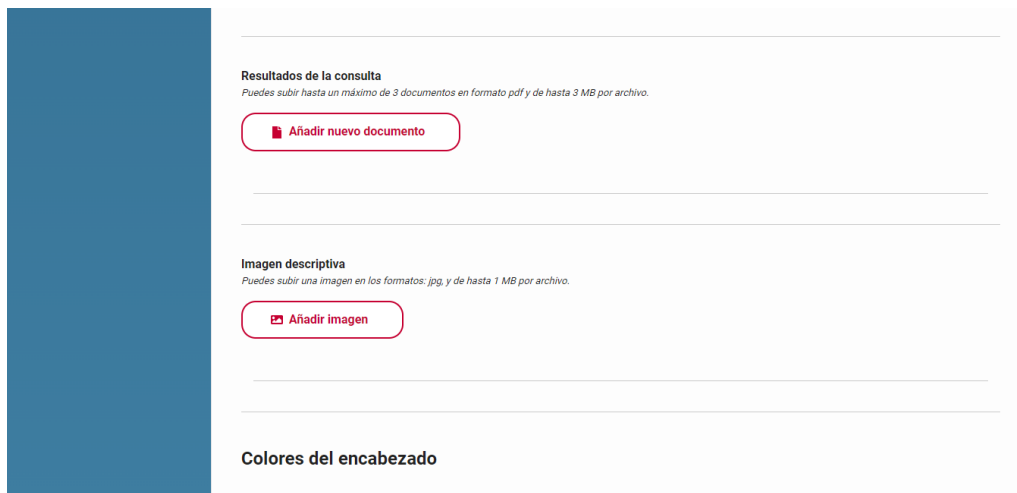 Resultados de la consulta
Puedes subir hasta un máximo de 3 documentos en formato pdf y de hasta 3 MB por archivo.
Añadir nuevo documento
Imagen descriptiva
Puedes subir una imagen en los formatos: jpg, y de hasta 1 MB por archivo.
Añadir imagen
Colores del encabezado